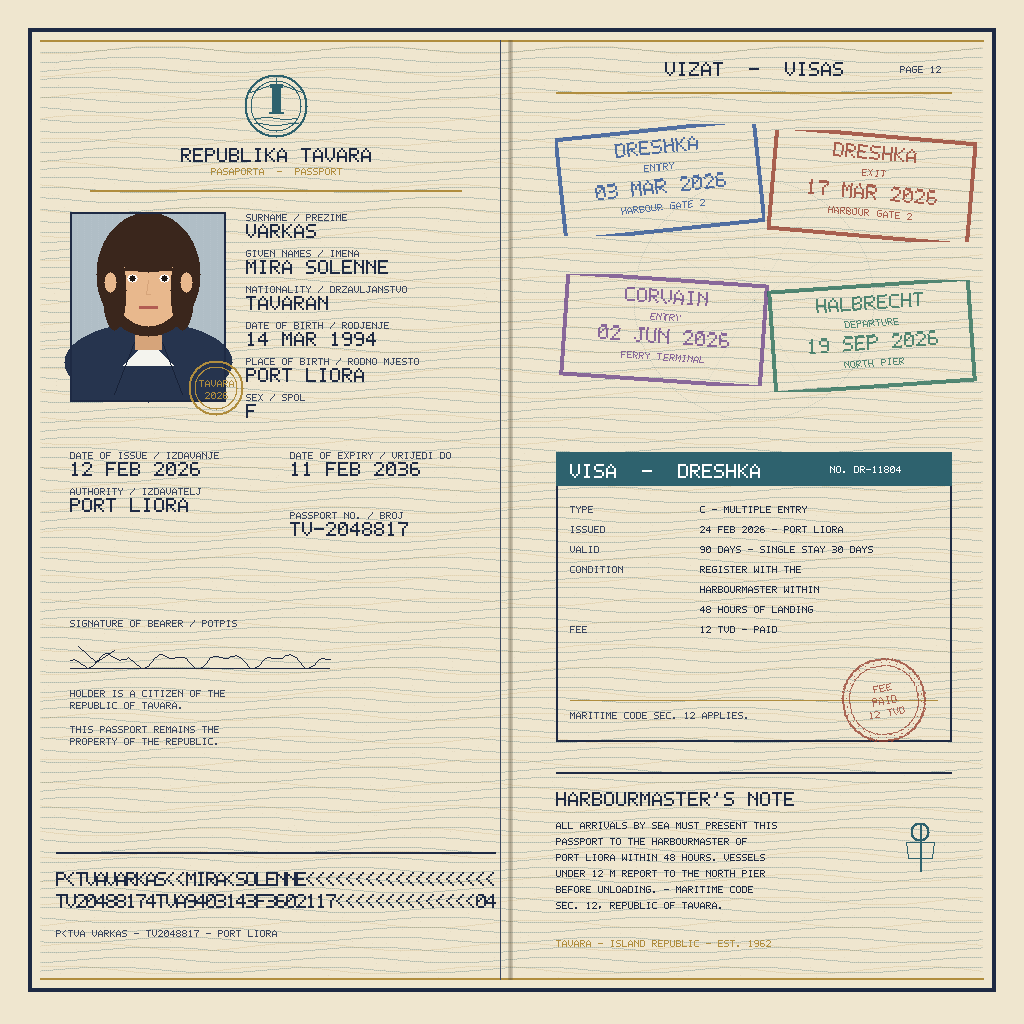 REPUBLIKA TAVARA
PASAPORTA – PASSPORT
SURNAME / PREZIME
VARKAS
GIVEN NAMES / IMENA
MIRA SOLENNE
NATIONALITY / DRZAVLJANSTVO
TAVARAN
DATE OF BIRTH / RODJENJE
14 MAR 1994
PLACE OF BIRTH / RODNO MJESTO
PORT LIORA
SEX / SPOL
F
TAVARA
2026
DATE OF ISSUE / IZDAVANJE
12 FEB 2026
DATE OF EXPIRY / VRIJEDI DO
11 FEB 2036
AUTHORITY / IZDAVATELJ
PORT LIORA
PASSPORT NO. / BROJ
TV-2048817
SIGNATURE OF BEARER / POTPIS
HOLDER IS A CITIZEN OF THE
REPUBLIC OF TAVARA.
THIS PASSPORT REMAINS THE
PROPERTY OF THE REPUBLIC.
P<TVAVARKAS<<MIRA<SOLENNE<<<<<<<<<<<<<<<<<<<
TV20488174TVA9403143F3602117<<<<<<<<<<<<<<04
P<TVA VARKAS – TV2048817 – PORT LIORA
VIZAT – VISAS
PAGE 12
DRESHKA
ENTRY
03 MAR 2026
HARBOUR GATE 2
DRESHKA
EXIT
17 MAR 2026
HARBOUR GATE 2
CORVAIN
ENTRY
02 JUN 2026
FERRY TERMINAL
HALBRECHT
DEPARTURE
19 SEP 2026
NORTH PIER
VISA – DRESHKA
NO. DR-11804
TYPE C – MULTIPLE ENTRY
ISSUED 24 FEB 2026 – PORT LIORA
VALID 90 DAYS – SINGLE STAY 30 DAYS
CONDITION REGISTER WITH THE
HARBOURMASTER WITHIN
48 HOURS OF LANDING
FEE 12 TVD – PAID
FEE
PAID
12 TVD
MARITIME CODE SEC. 12 APPLIES.
HARBOURMASTER'S NOTE
ALL ARRIVALS BY SEA MUST PRESENT THIS
PASSPORT TO THE HARBOURMASTER OF
PORT LIORA WITHIN 48 HOURS. VESSELS
UNDER 12 M REPORT TO THE NORTH PIER
BEFORE UNLOADING. – MARITIME CODE
SEC. 12, REPUBLIC OF TAVARA.
TAVARA – ISLAND REPUBLIC – EST. 1962